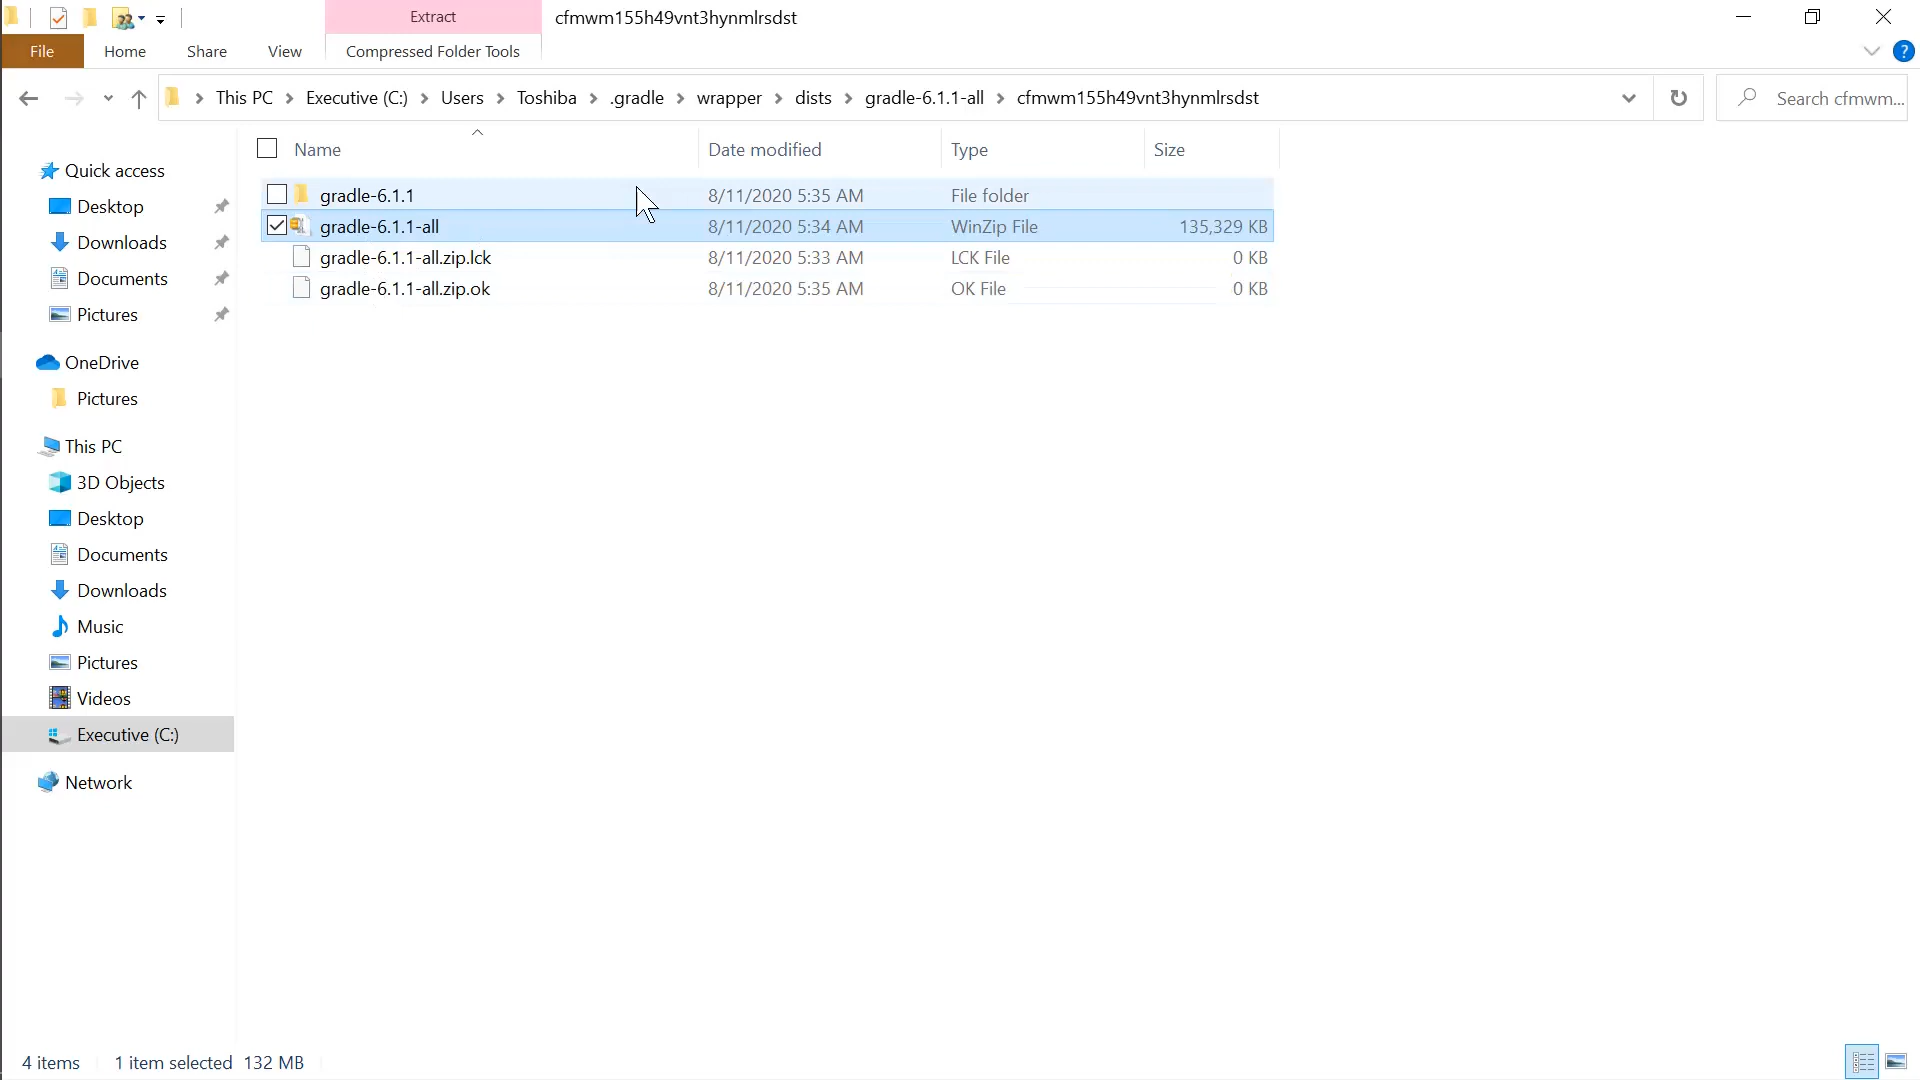 Extract
cfmwm155h49vnt3hynmlrsdst
File
Home
Share
View
Compressed Folder Tools
?
This PC
Executive (C:)
Users
Toshiba
.gradle
wrapper
dists
gradle-6.1.1-all
cfmwm155h49vnt3hynmlrsdst
Search cfmwm...
Name
Date modified
Type
Size
gradle-6.1.1 8/11/2020 5:35 AM File folder
gradle-6.1.1-all 8/11/2020 5:34 AM WinZip File 135,329 KB
gradle-6.1.1-all.zip.lck 8/11/2020 5:33 AM LCK File 0 KB
gradle-6.1.1-all.zip.ok 8/11/2020 5:35 AM OK File 0 KB
Quick access
Desktop
Downloads
Documents
Pictures
OneDrive
Pictures
This PC
3D Objects
Desktop
Documents
Downloads
Music
Pictures
Videos
Executive (C:)
Network
4 items
1 item selected 132 MB